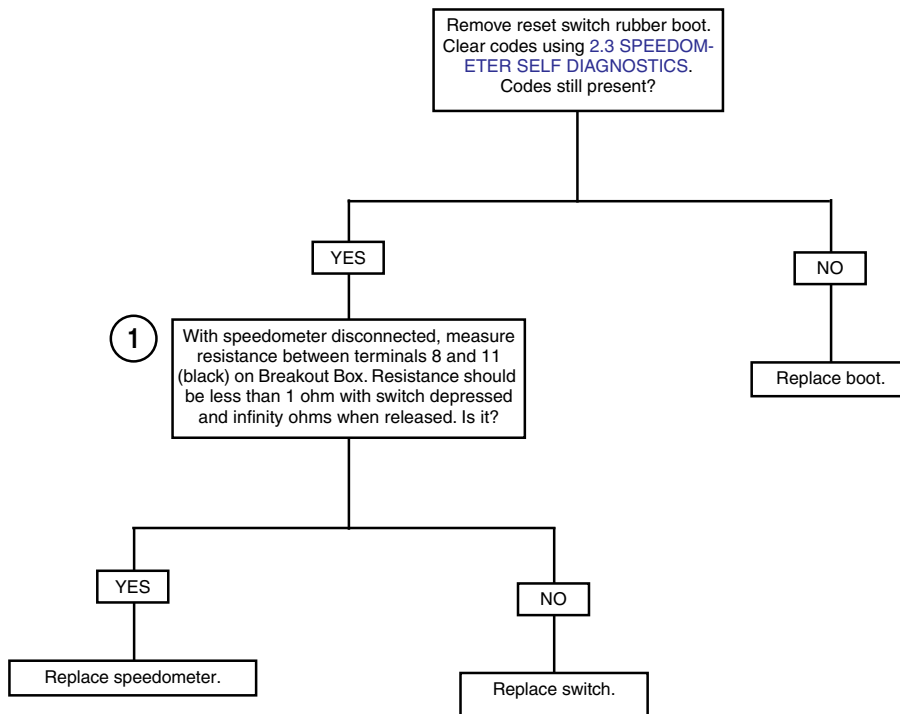 Remove reset switch rubber boot.
Clear codes using 2.3 SPEEDOM-
ETER SELF DIAGNOSTICS.
Codes still present?
YES
NO
1
With speedometer disconnected, measure
resistance between terminals 8 and 11
(black) on Breakout Box. Resistance should
be less than 1 ohm with switch depressed
and infinity ohms when released. Is it?
Replace boot.
YES
NO
Replace speedometer.
Replace switch.